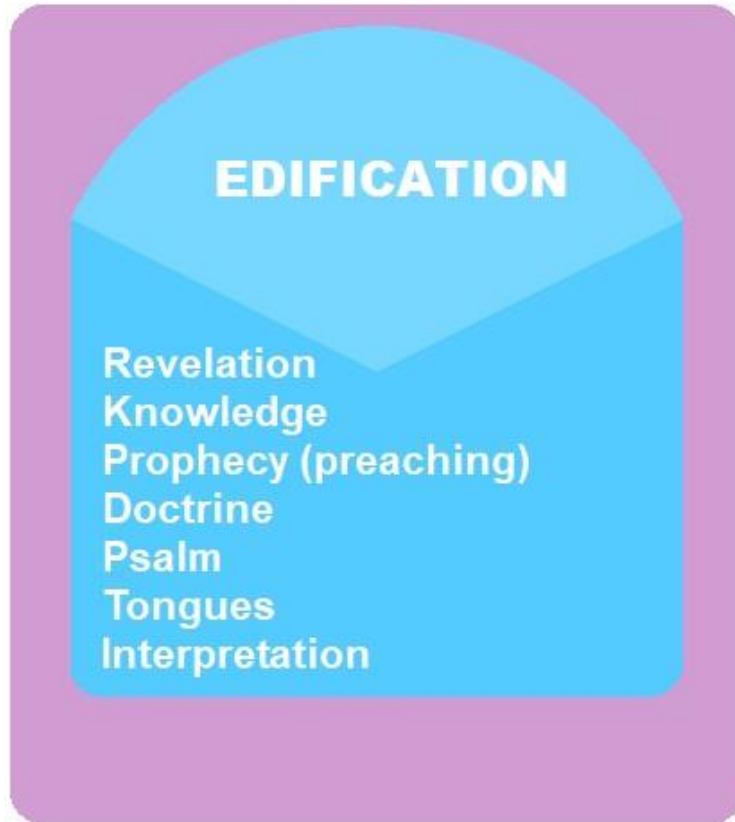 EDIFICATION
Revelation
Knowledge
Prophecy (preaching)
Doctrine
Psalm
Tongues
Interpretation